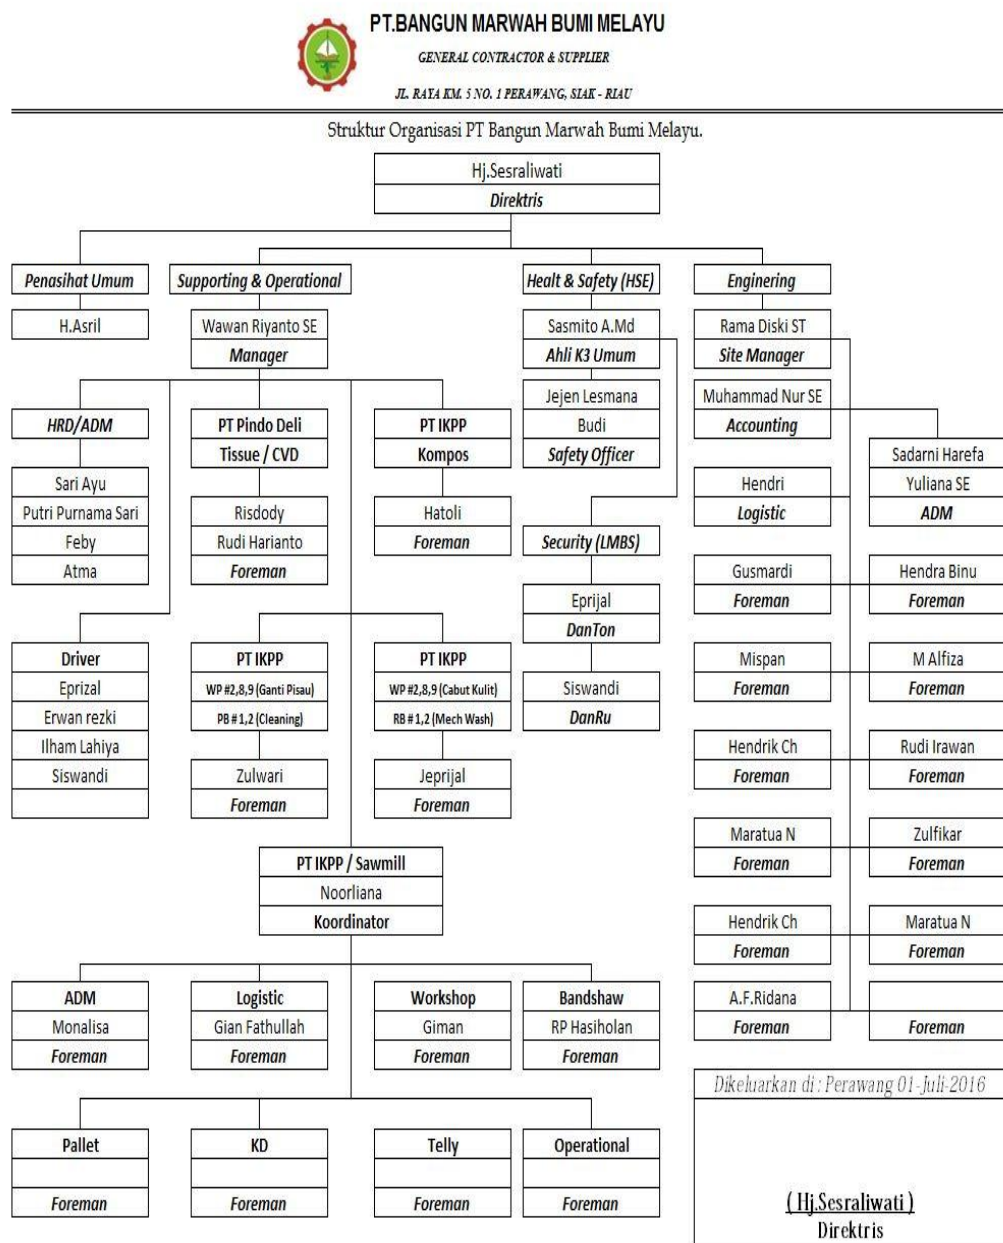 PT.BANGUN MARWAH BUMI MELAYU
GENERAL CONTRACTOR & SUPPLIER
JL. RAYA KM. 5 NO. 1 PERAWANG, SIAK - RIAU
Struktur Organisasi PT Bangun Marwah Bumi Melayu.
Hj.Sesraliwati
Direktris
Penasihat Umum
H.Asril
Supporting & Operational
Wawan Riyanto SE
Manager
Healt & Safety (HSE)
Sasmito A.Md
Ahli K3 Umum
Jejen Lesmana
Budi
Safety Officer
Enginering
Rama Diski ST
Site Manager
Muhammad Nur SE
Accounting
Sadarni Harefa
Yuliana SE
ADM
Hendri
Logistic
HRD/ADM
Sari Ayu
Putri Purnama Sari
Feby
Atma
PT Pindo Deli
Tissue / CVD
Risdody
Rudi Harianto
Foreman
PT IKPP
Kompos
Hatoli
Foreman
Security (LMBS)
Eprijal
DanTon
Siswandi
DanRu
Driver
Eprizal
Erwan rezki
Ilham Lahiya
Siswandi
PT IKPP
WP #2,8,9 (Ganti Pisau)
PB # 1,2 (Cleaning)
Zulwari
Foreman
PT IKPP
WP #2,8,9 (Cabut Kulit)
RB # 1,2 (Mech Wash)
Jeprijal
Foreman
Gusmardi
Foreman
Hendra Binu
Foreman
Mispan
Foreman
M Alfiza
Foreman
Hendrik Ch
Foreman
Rudi Irawan
Foreman
Maratua N
Foreman
Zulfikar
Foreman
Hendrik Ch
Foreman
Maratua N
Foreman
A.F.Ridana
Foreman
Foreman
PT IKPP / Sawmill
Noorliana
Koordinator
ADM
Monalisa
Foreman
Logistic
Gian Fathullah
Foreman
Workshop
Giman
Foreman
Bandshaw
RP Hasiholan
Foreman
Pallet
Foreman
KD
Foreman
Telly
Foreman
Operational
Foreman
Dikeluarkan di : Perawang 01-Juli-2016
( Hj.Sesraliwati )
Direktris